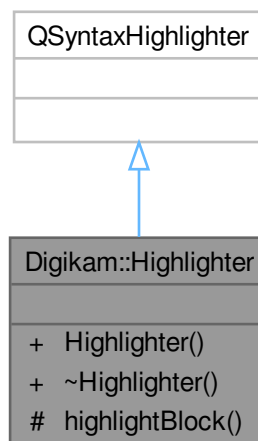 QSyntaxHighlighter
Digikam::Highlighter
+ Highlighter()
+ ~Highlighter()
# highlightBlock()